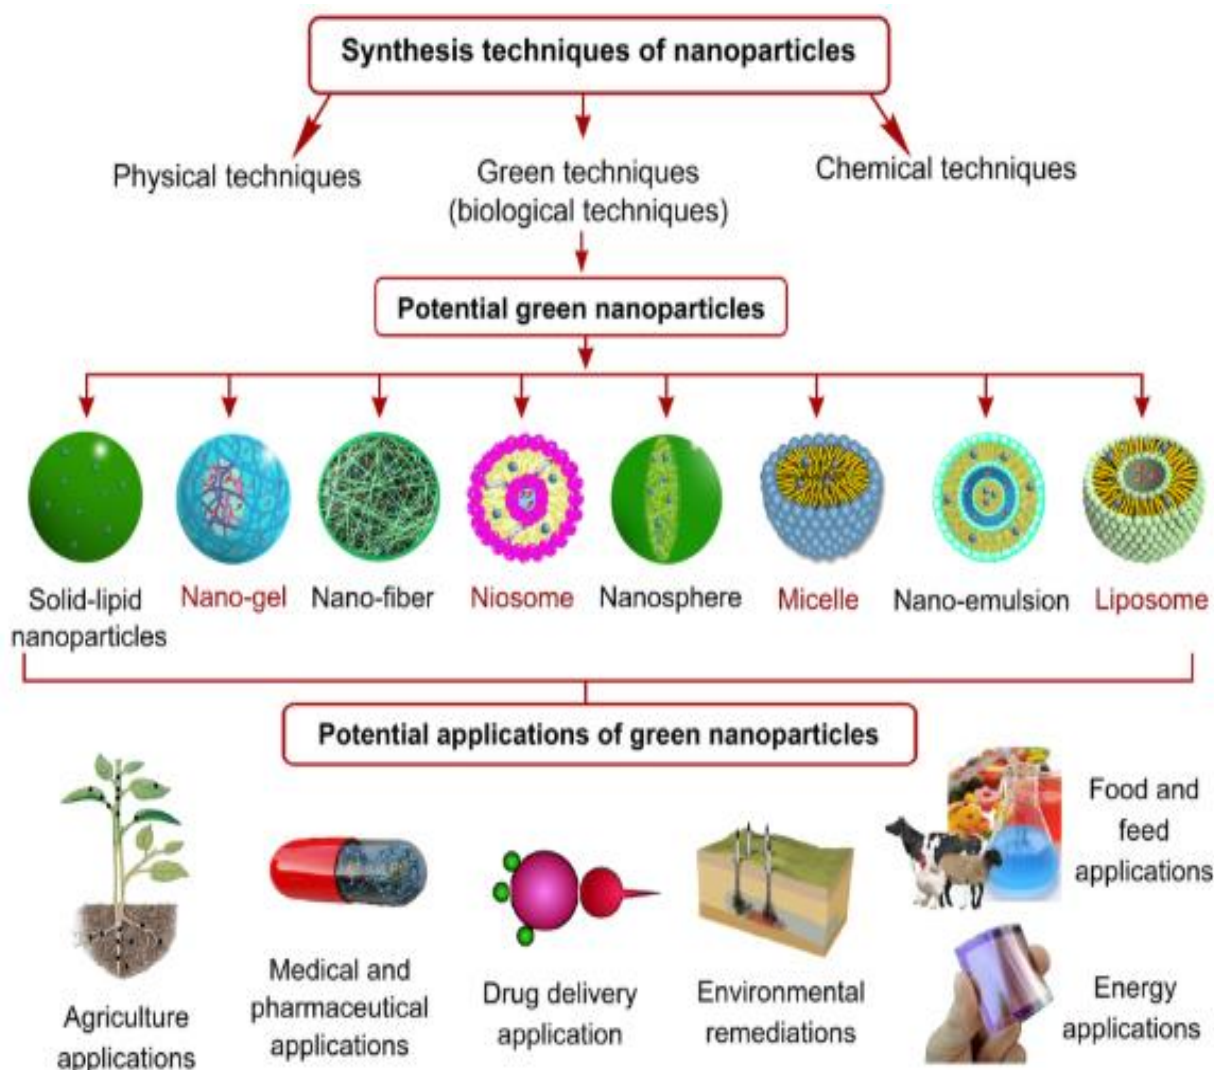 Synthesis techniques of nanoparticles
Physical techniques
Green techniques
(biological techniques)
Chemical techniques
Potential green nanoparticles
Solid-lipid
nanoparticles
Nano-gel
Nano-fiber
Niosome
Nanosphere
Micelle
Nano-emulsion
Liposome
Potential applications of green nanoparticles
Agriculture
applications
Medical and
pharmaceutical
applications
Drug delivery
application
Environmental
remediations
Food and
feed
applications
Energy
applications